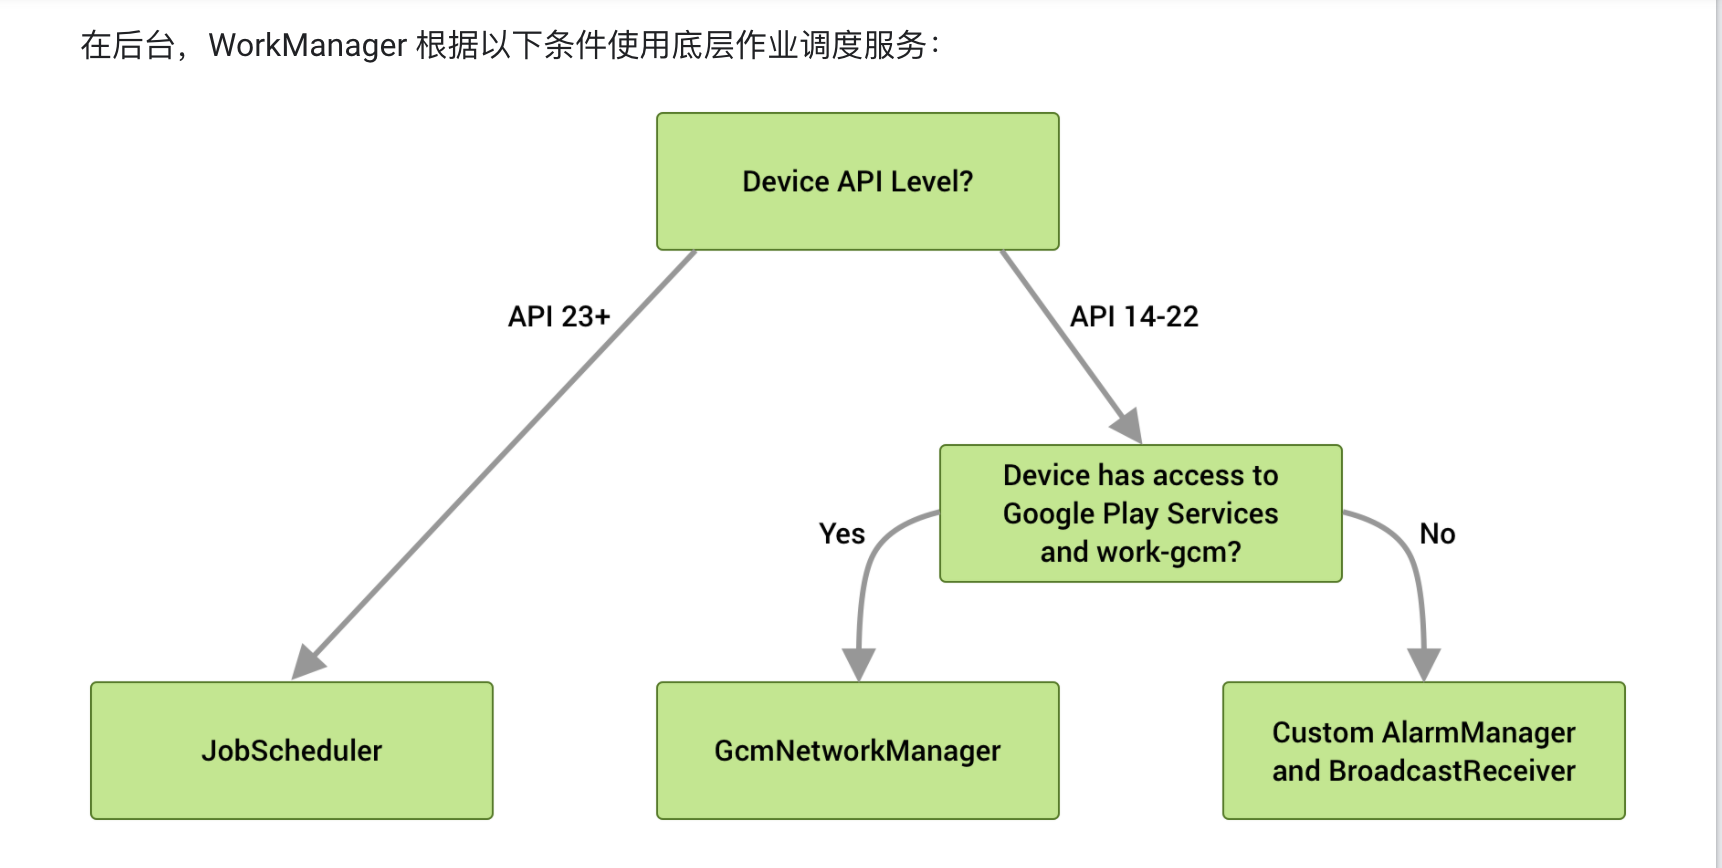 在后台，WorkManager 根据以下条件使用底层作业调度服务：
Device API Level?
API 23+
API 14-22
Device has access to
Google Play Services
and work-gcm?
Yes
No
JobScheduler
GcmNetworkManager
Custom AlarmManager
and BroadcastReceiver